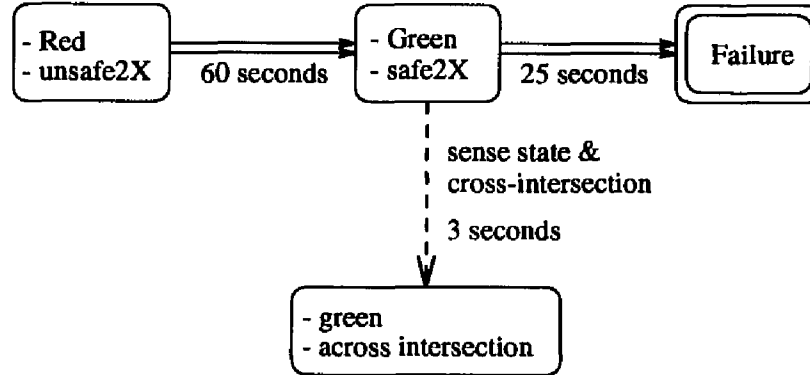 - Red
- unsafe2X
60 seconds
- Green
- safe2X
25 seconds
Failure
sense state &
cross-intersection
3 seconds
- green
- across intersection